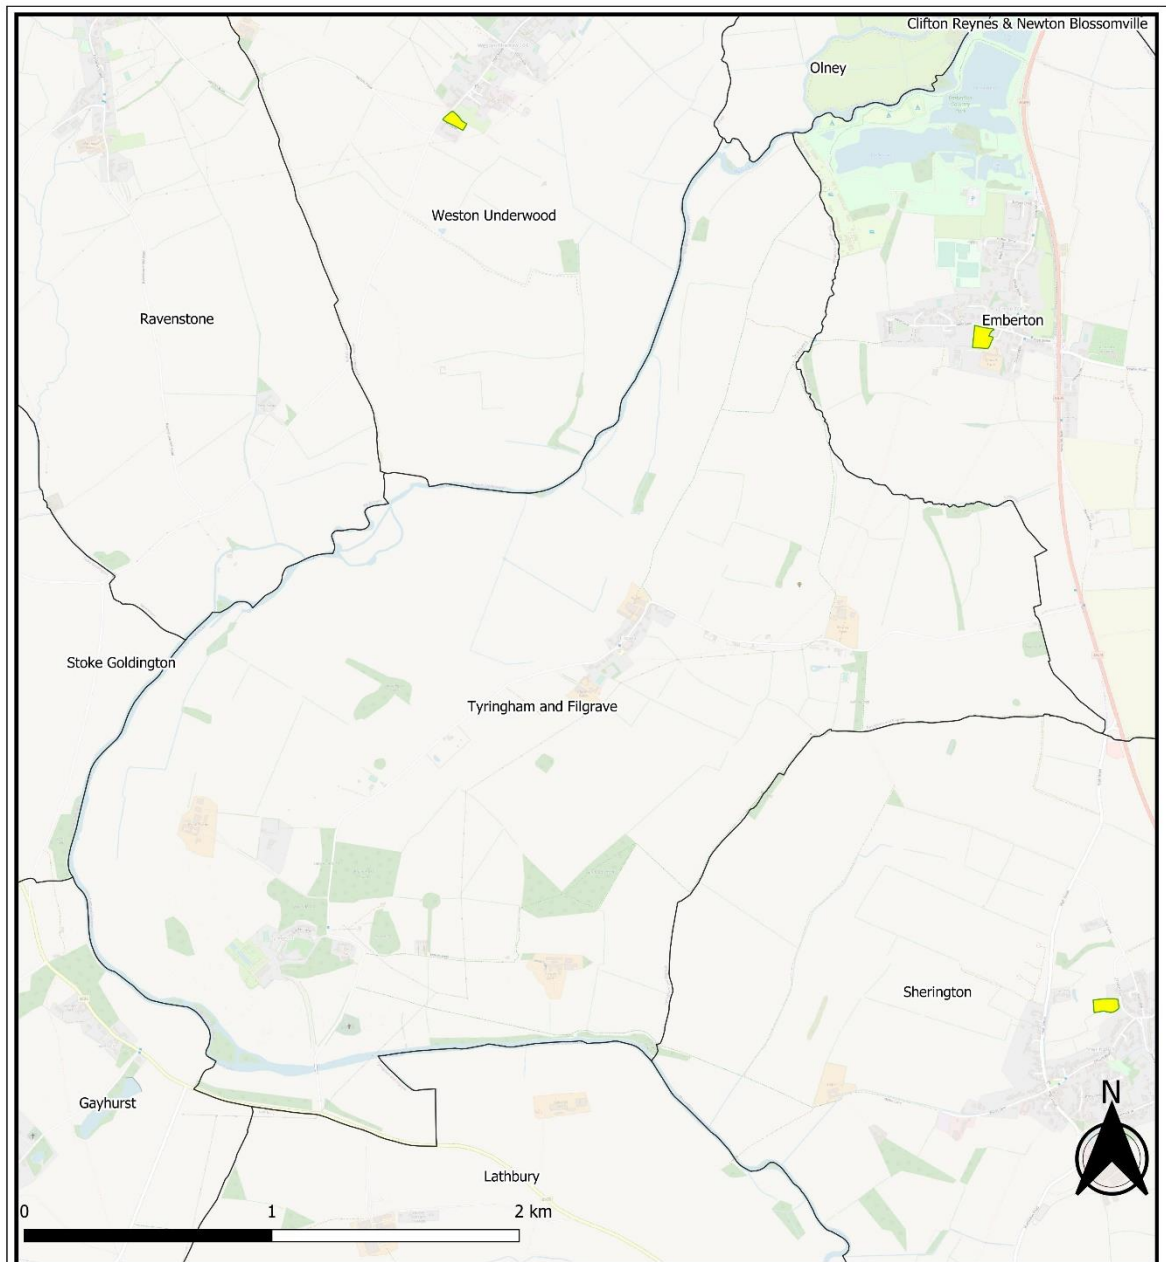 Clifton Reynes & Newton Blossomville
Olney
Weston Underwood
Ravenstone
Emberton
Stoke Goldington
Tyringham and Filgrave
Sherington
Gayhurst
Lathbury
N
0 1 2 km